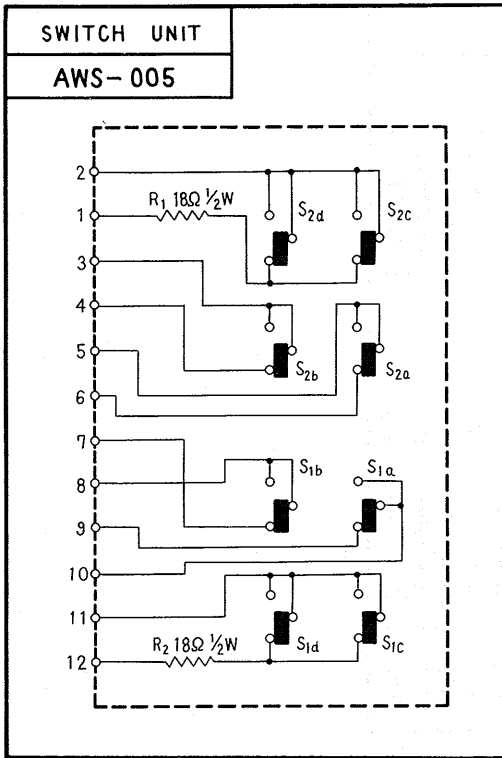 SWITCH UNIT
AWS-005
2
1
R₁ 18Ω ½W
S2d
S2c
3
4
5
S2b
S2a
6
7
8
S1b
S1a
9
10
11
12
R₂ 18Ω ½W
S1d
S1c